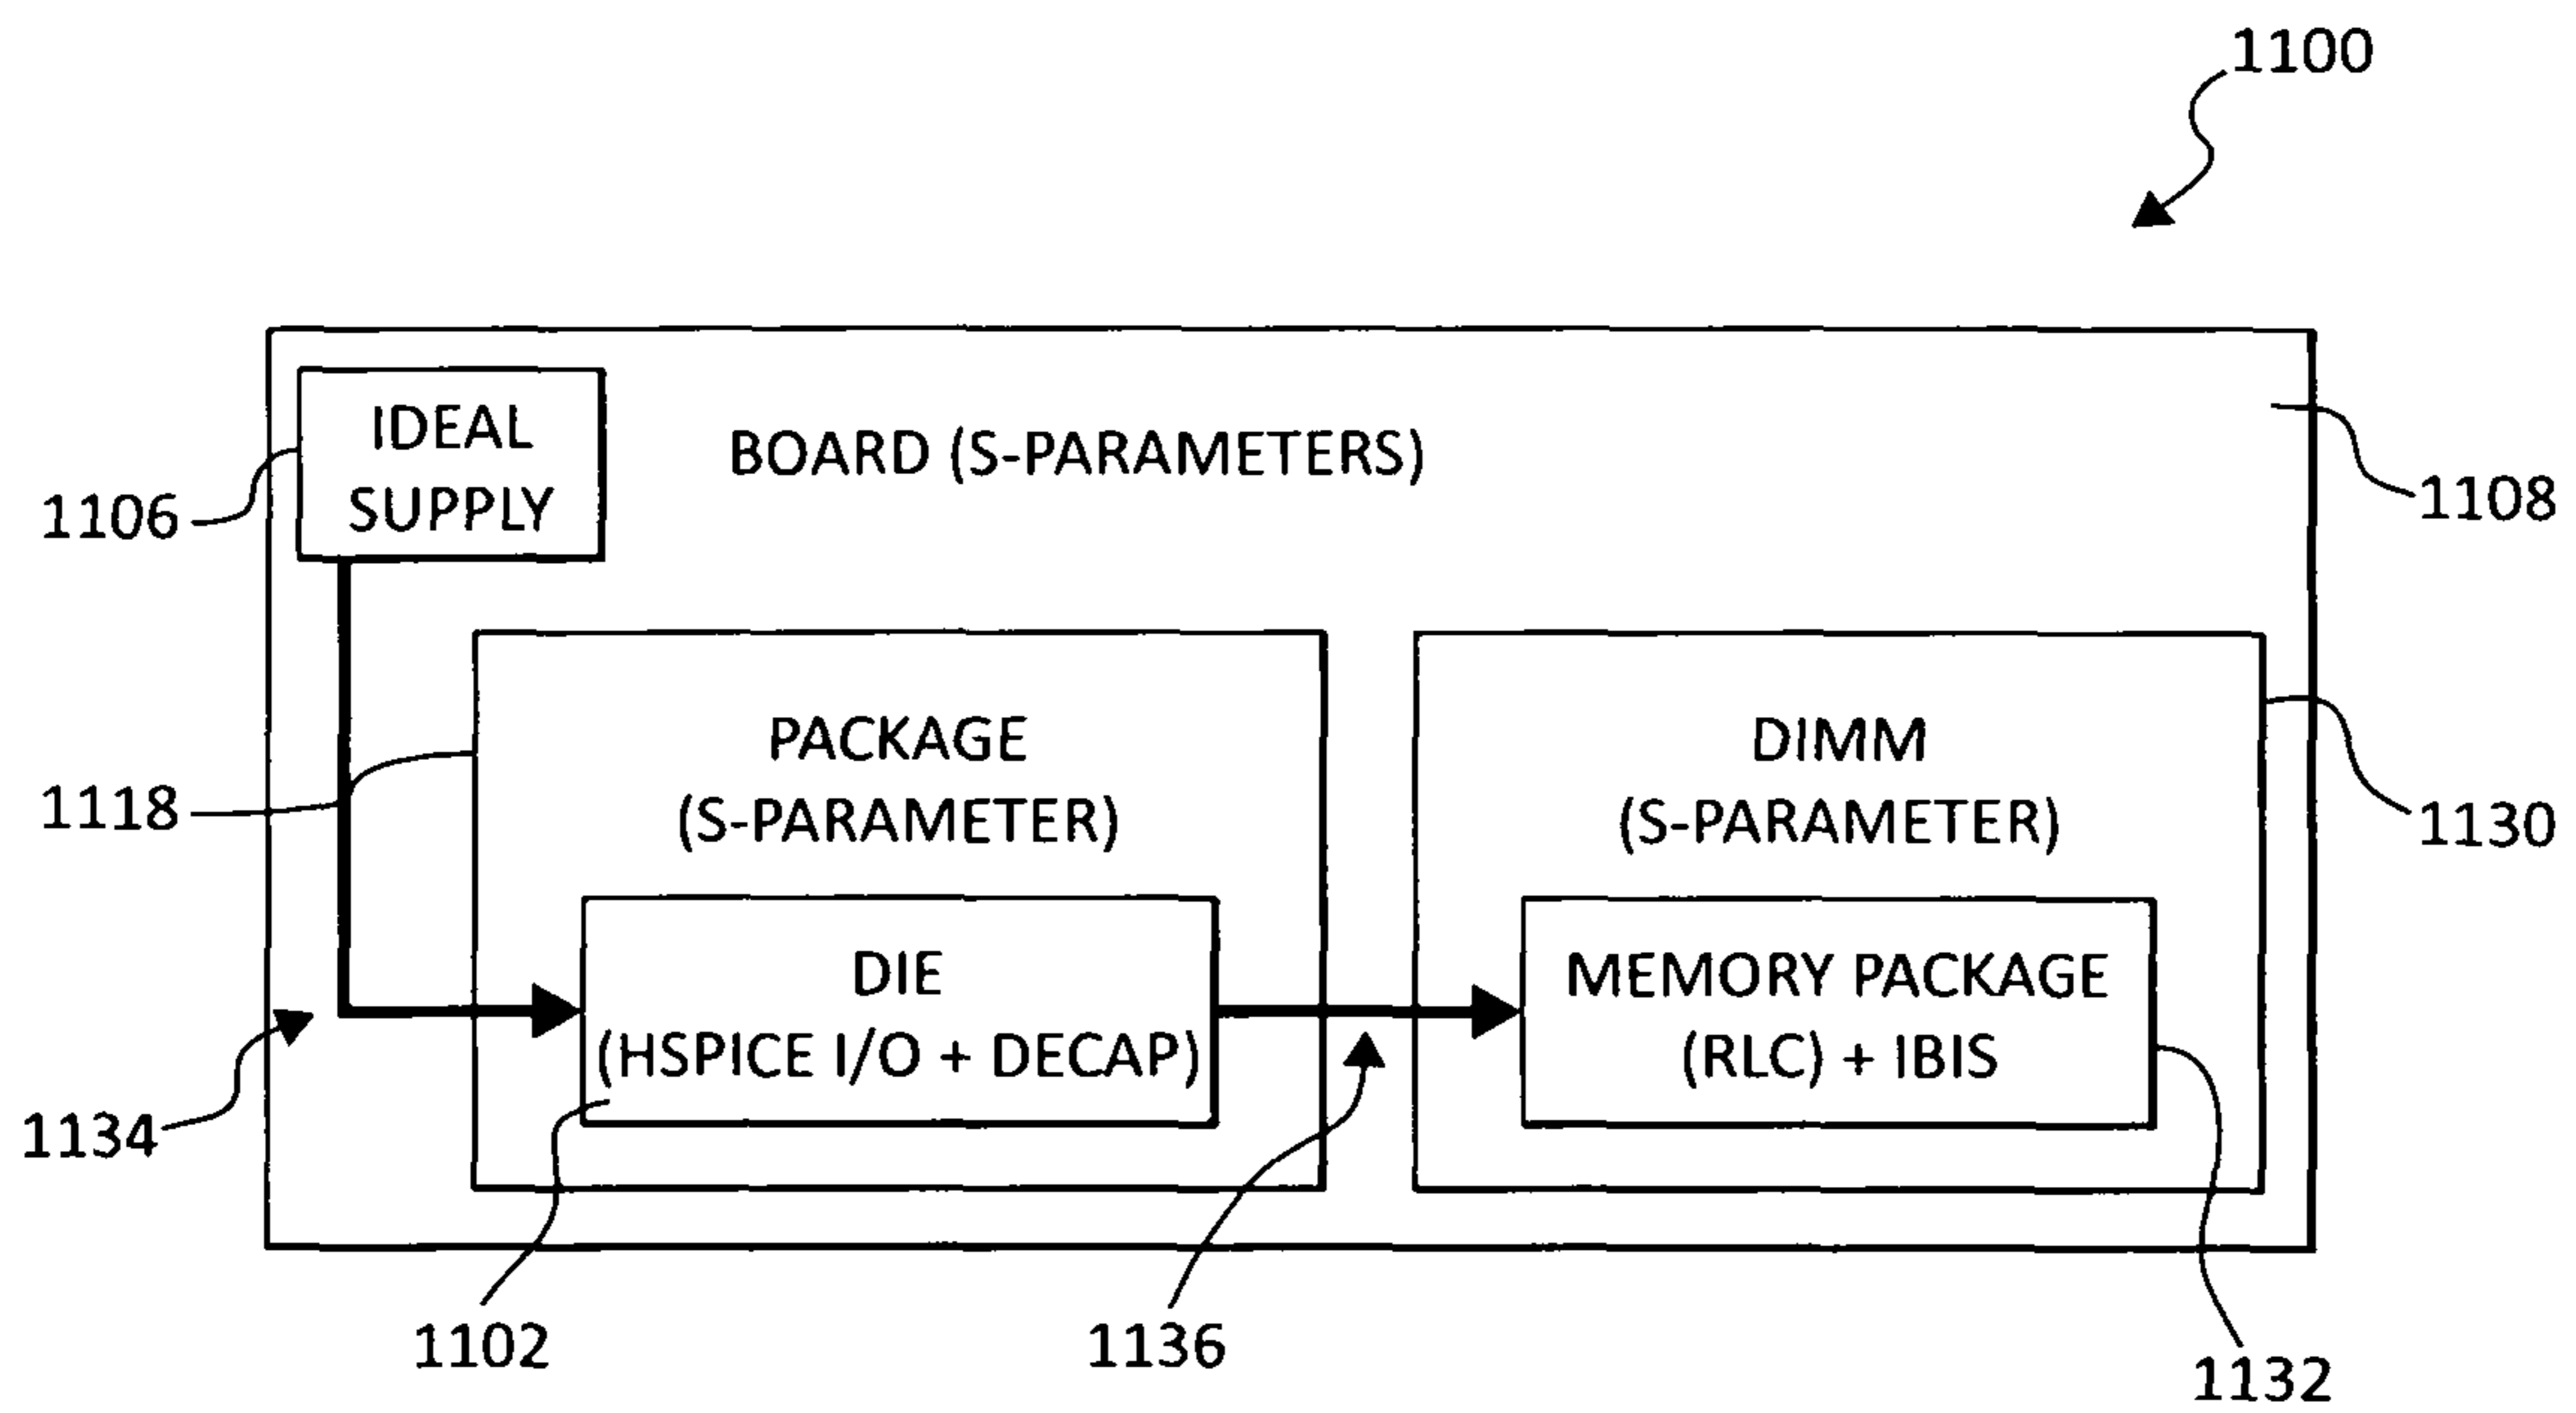 1100
IDEAL
SUPPLY
BOARD (S-PARAMETERS)
1106
1108
PACKAGE
(S-PARAMETER)
DIMM
(S-PARAMETER)
1118
1130
DIE
(HSPICE I/O + DECAP)
MEMORY PACKAGE
(RLC) + IBIS
1134
1102
1136
1132